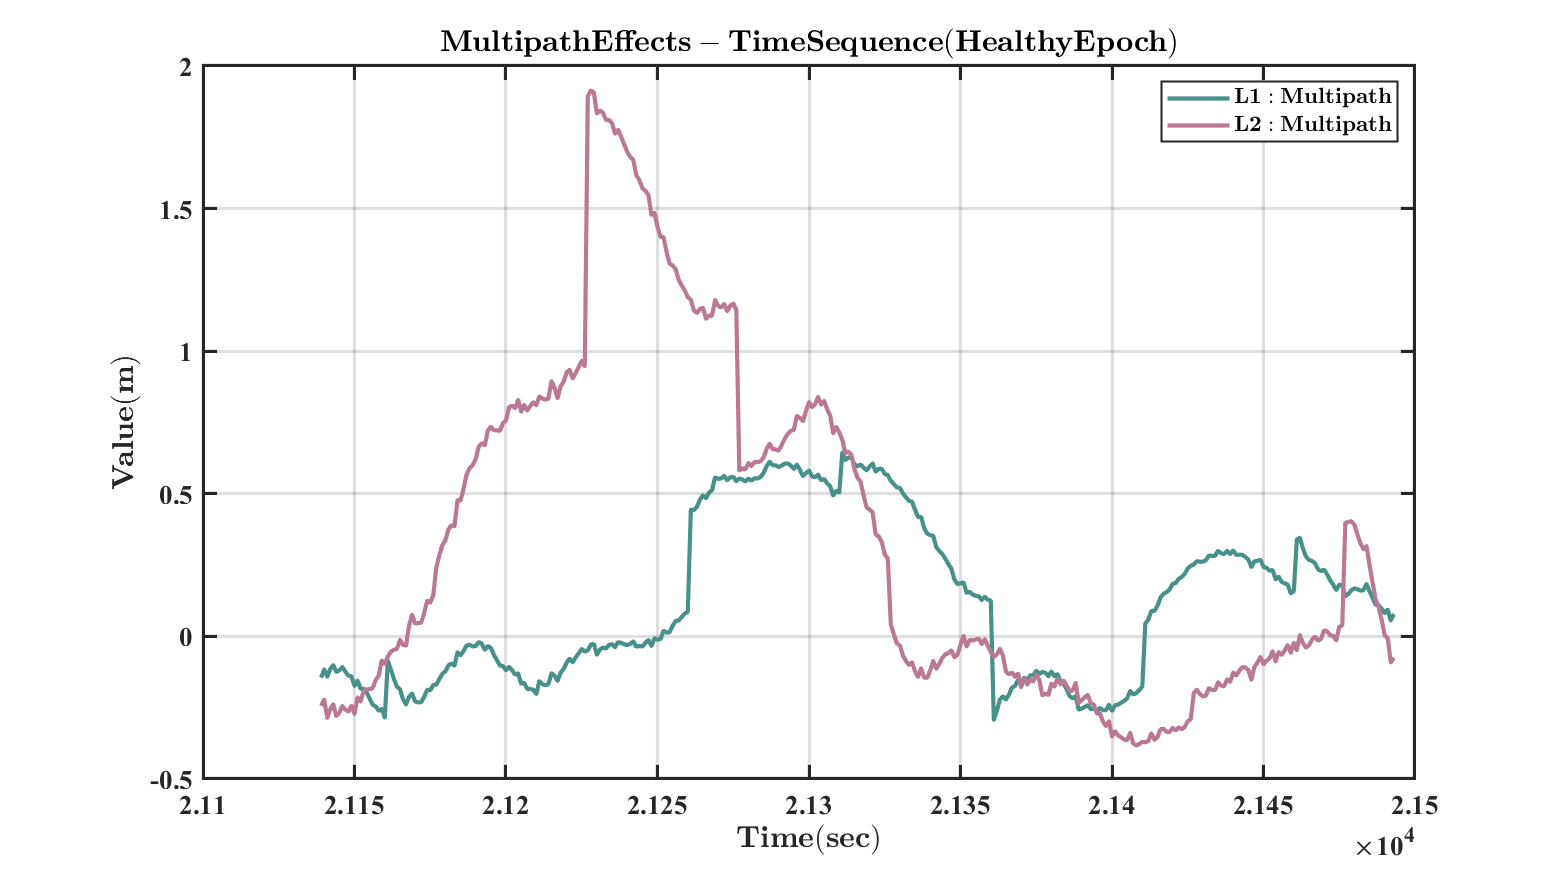 MultipathEffects – TimeSequence(HealthyEpoch)
L1 : Multipath
L2 : Multipath
Value(m)
2
1.5
1
0.5
0
-0.5
2.11 2.115 2.12 2.125 2.13 2.135 2.14 2.145 2.15
Time(sec)
×10⁴